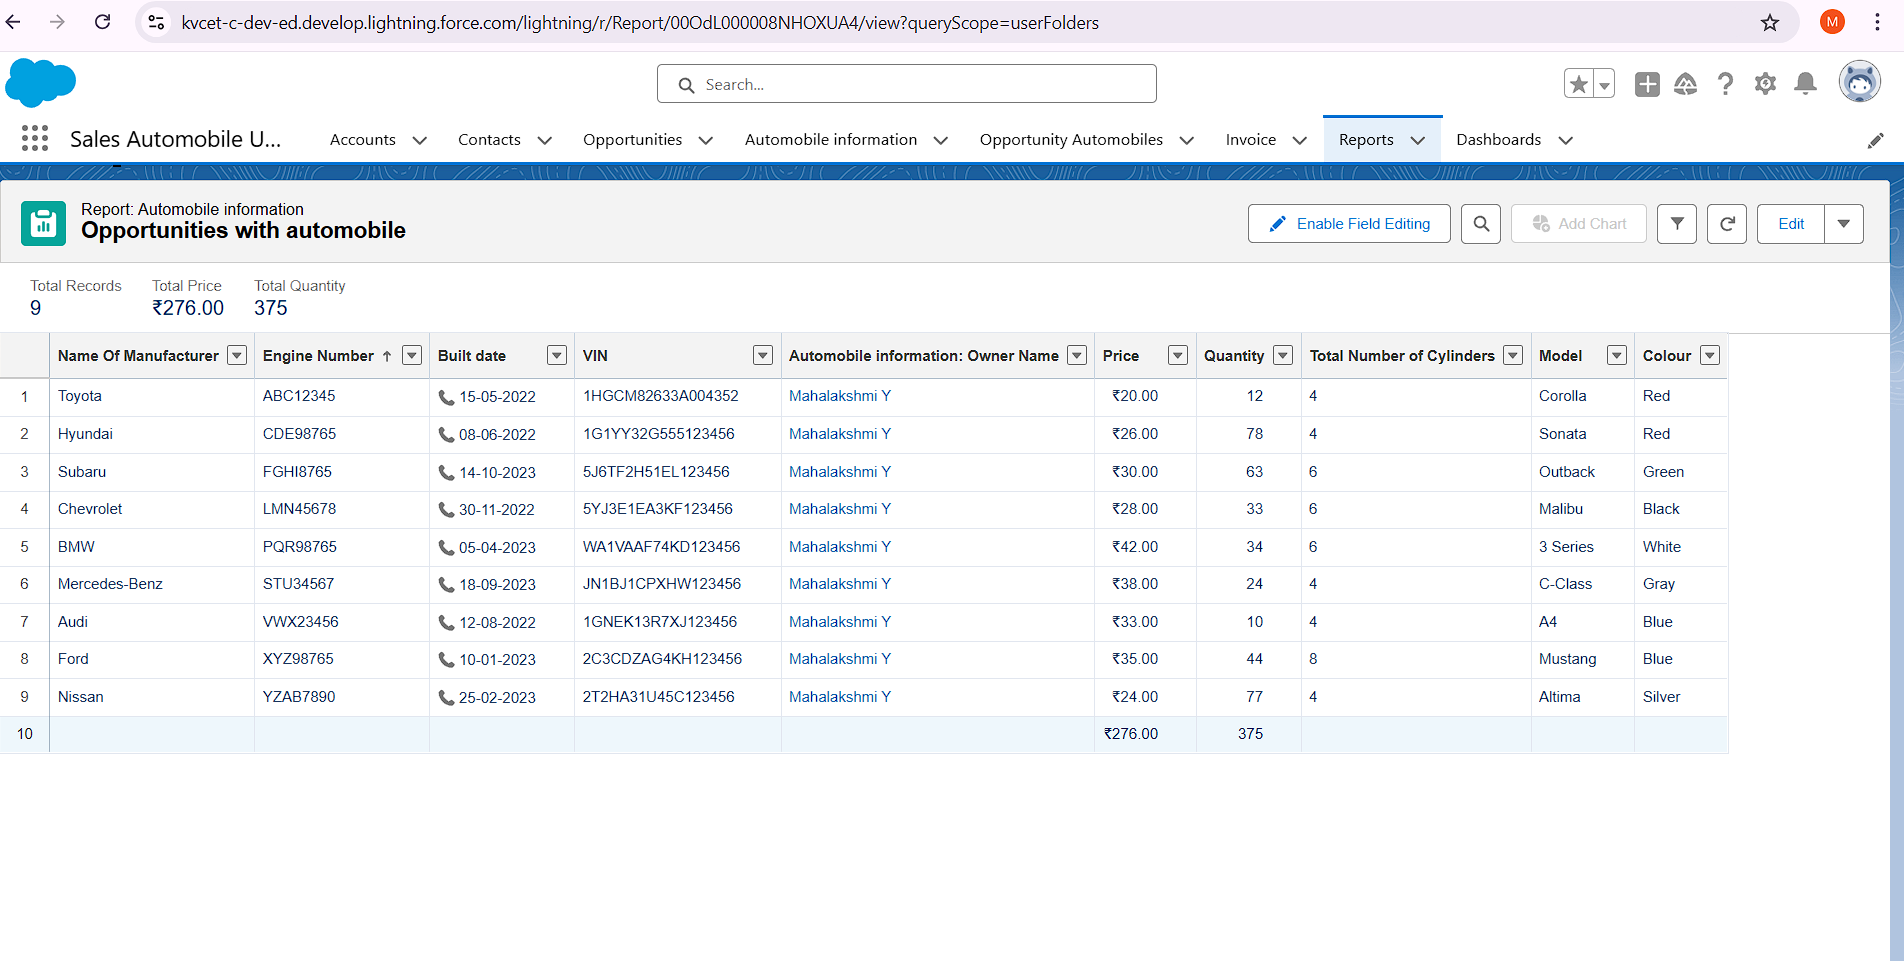 kvcet-c-dev-ed.develop.lightning.force.com/lightning/r/Report/00OdL000008NHOXUA4/view?queryScope=userFolders
M
Search...
Sales Automobile U... Accounts Contacts Opportunities Automobile information Opportunity Automobiles Invoice Reports Dashboards
Report: Automobile information
Opportunities with automobile
Enable Field Editing Add Chart Edit
Total Records Total Price Total Quantity
9 ₹276.00 375
Name Of Manufacturer Engine Number ↑ Built date VIN Automobile information: Owner Name Price Quantity Total Number of Cylinders Model Colour
1 Toyota ABC12345 15-05-2022 1HGCM82633A004352 Mahalakshmi Y ₹20.00 12 4 Corolla Red
2 Hyundai CDE98765 08-06-2022 1G1YY32G555123456 Mahalakshmi Y ₹26.00 78 4 Sonata Red
3 Subaru FGHI8765 14-10-2023 5J6TF2H51EL123456 Mahalakshmi Y ₹30.00 63 6 Outback Green
4 Chevrolet LMN45678 30-11-2022 5YJ3E1EA3KF123456 Mahalakshmi Y ₹28.00 33 6 Malibu Black
5 BMW PQR98765 05-04-2023 WA1VAAF74KD123456 Mahalakshmi Y ₹42.00 34 6 3 Series White
6 Mercedes-Benz STU34567 18-09-2023 JN1BJ1CPXHW123456 Mahalakshmi Y ₹38.00 24 4 C-Class Gray
7 Audi VWX23456 12-08-2022 1GNEK13R7XJ123456 Mahalakshmi Y ₹33.00 10 4 A4 Blue
8 Ford XYZ98765 10-01-2023 2C3CDZAG4KH123456 Mahalakshmi Y ₹35.00 44 8 Mustang Blue
9 Nissan YZAB7890 25-02-2023 2T2HA31U45C123456 Mahalakshmi Y ₹24.00 77 4 Altima Silver
10 ₹276.00 375